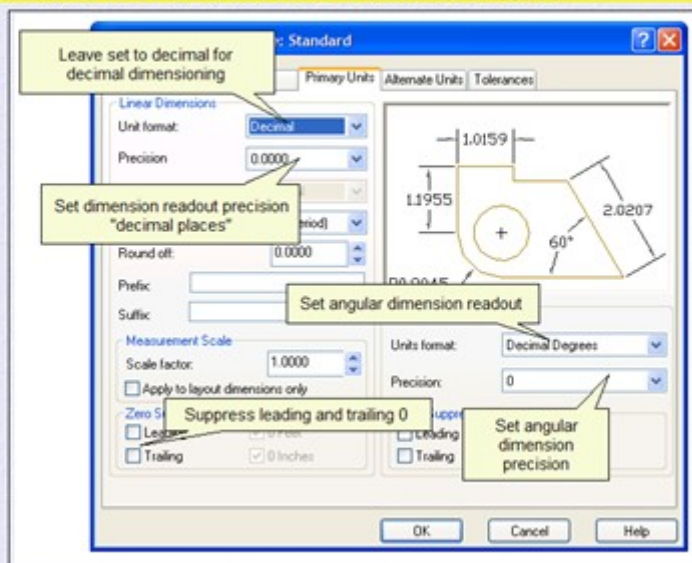 Leave set to decimal for
decimal dimensioning
: Standard
Primary Units
Alternate Units
Tolerances
Linear Dimensions
Unit format:
Decimal
Precision
0.0000
Set dimension readout precision
"decimal places"
Round off:
0.0000
Prefix:
Suffix:
Measurement Scale
Scale factor:
1.0000
Apply to layout dimensions only
Suppress leading and trailing 0
Trailing
0 Inches
1.0159
1.1955
2.0207
60°
Set angular dimension readout
Units format:
Decimal Degrees
Precision:
0
Leading
Trailing
Set angular
dimension
precision
OK
Cancel
Help